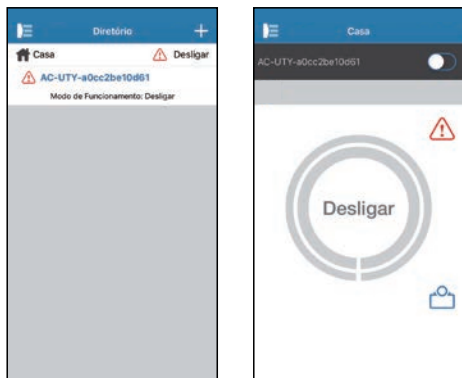 Diretório
Casa
Desligar
AC-UTY-a0cc2be10d61
Modo de Funcionamento: Desligar
Casa
AC-UTY-a0cc2be10d61
Desligar